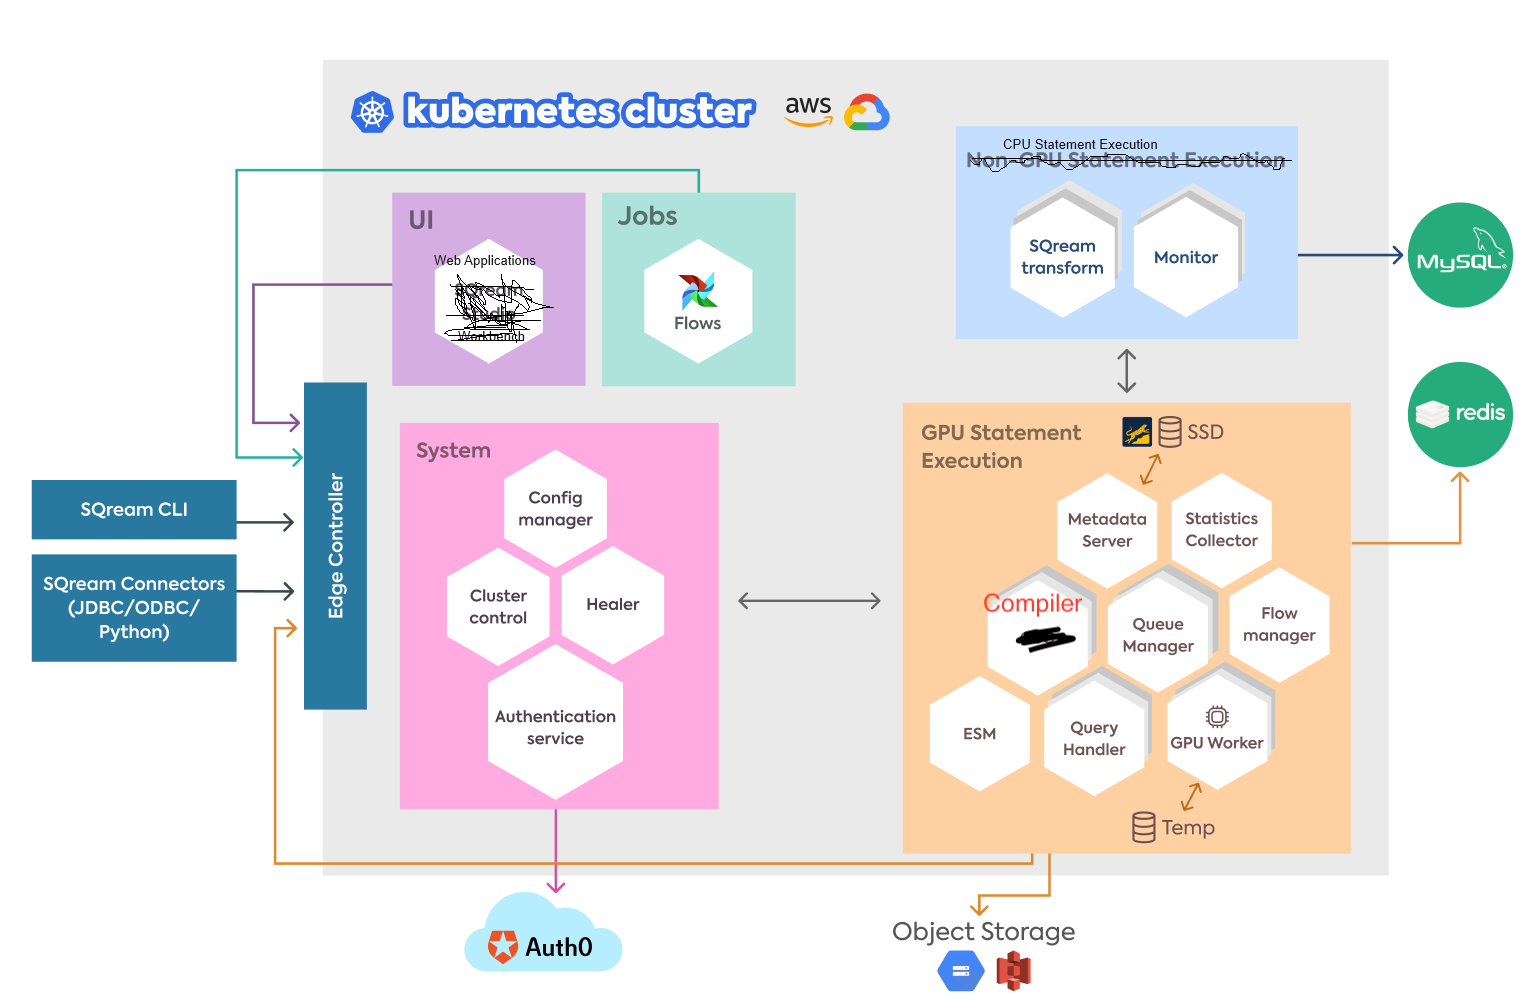 kubernetes cluster
aws
CPU Statement Execution
Non-GPU Statement Execution
SQream
transform
Monitor
MySQL®
UI
Web Applications
SQream
Studio
Workbench
Jobs
Flows
redis
System
Config
manager
Cluster
control
Healer
Authentication
service
GPU Statement
Execution
SSD
Metadata
Server
Statistics
Collector
Compiler
Queue
Manager
Flow
manager
ESM
Query
Handler
GPU Worker
Temp
Edge Controller
SQream CLI
SQream Connectors
(JDBC/ODBC/
Python)
Auth0
Object Storage